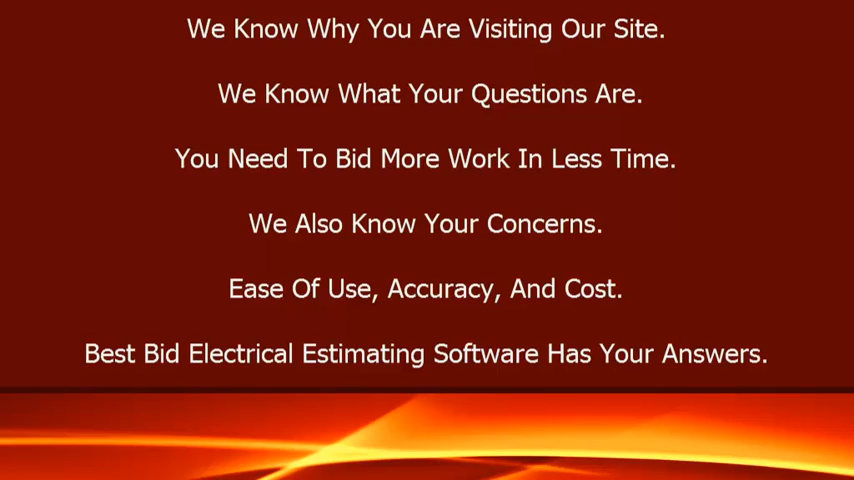 We Know Why You Are Visiting Our Site.
We Know What Your Questions Are.
You Need To Bid More Work In Less Time.
We Also Know Your Concerns.
Ease Of Use, Accuracy, And Cost.
Best Bid Electrical Estimating Software Has Your Answers.